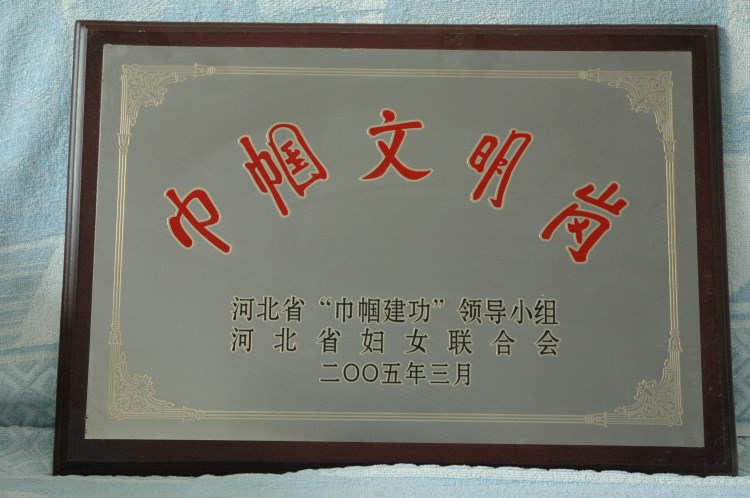 巾帼文明岗
河北省“巾帼建功”领导小组
河北省妇女联合会
二〇〇五年三月